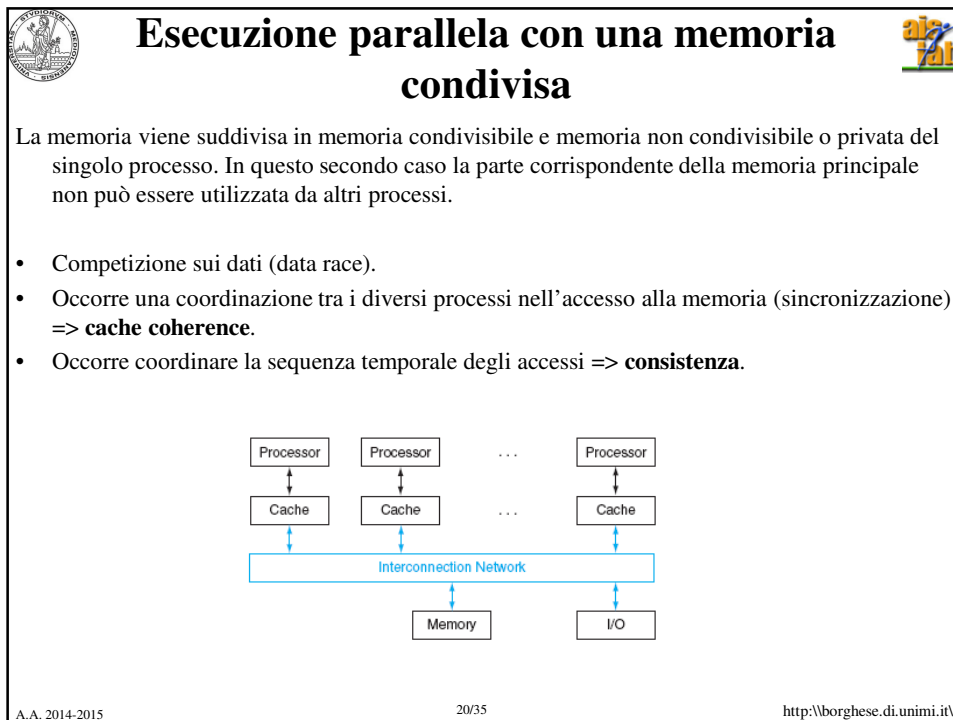 Esecuzione parallela con una memoria
condivisa
La memoria viene suddivisa in memoria condivisibile e memoria non condivisibile o privata del
singolo processo. In questo secondo caso la parte corrispondente della memoria principale
non può essere utilizzata da altri processi.
• Competizione sui dati (data race).
• Occorre una coordinazione tra i diversi processi nell'accesso alla memoria (sincronizzazione)
=> cache coherence.
• Occorre coordinare la sequenza temporale degli accessi => consistenza.
Processor Processor . . . Processor
Cache Cache . . . Cache
Interconnection Network
Memory I/O
A.A. 2014-2015 20/35 http:\\borghese.di.unimi.it\